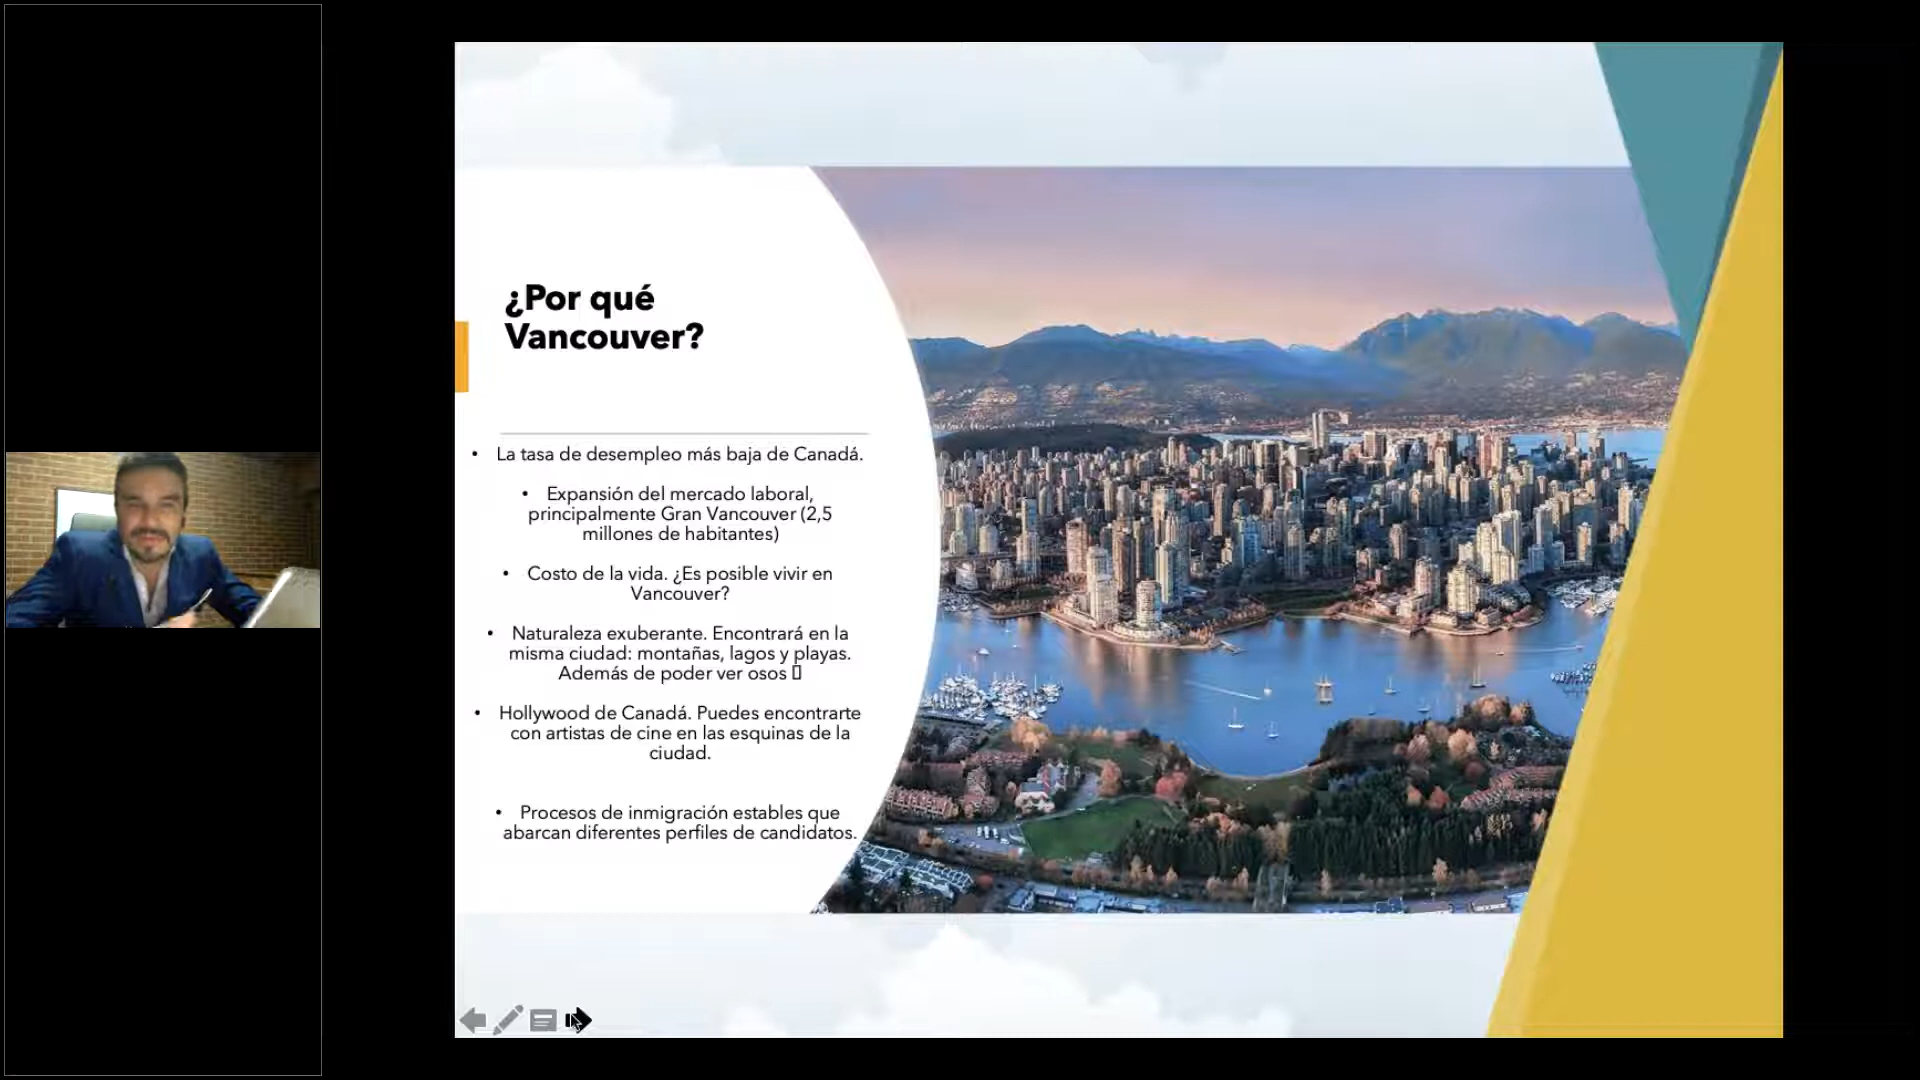 ¿Por qué
Vancouver?
• La tasa de desempleo más baja de Canadá.
• Expansión del mercado laboral,
principalmente Gran Vancouver (2,5
millones de habitantes)
• Costo de la vida. ¿Es posible vivir en
Vancouver?
• Naturaleza exuberante. Encontrará en la
misma ciudad: montañas, lagos y playas.
Además de poder ver osos ▯
• Hollywood de Canadá. Puedes encontrarte
con artistas de cine en las esquinas de la
ciudad.
• Procesos de inmigración estables que
abarcan diferentes perfiles de candidatos.